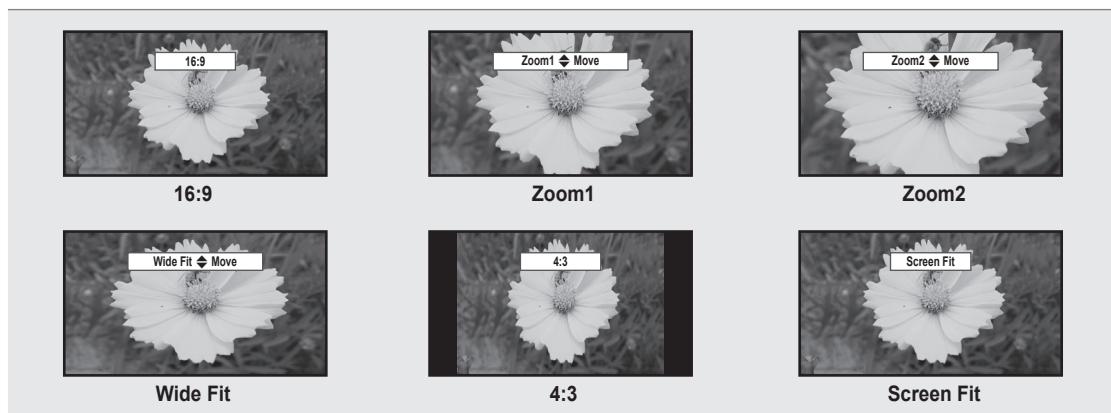 16:9
Zoom1 ⬍ Move
Zoom2 ⬍ Move
16:9
Zoom1
Zoom2
Wide Fit ⬍ Move
4:3
Screen Fit
Wide Fit
4:3
Screen Fit